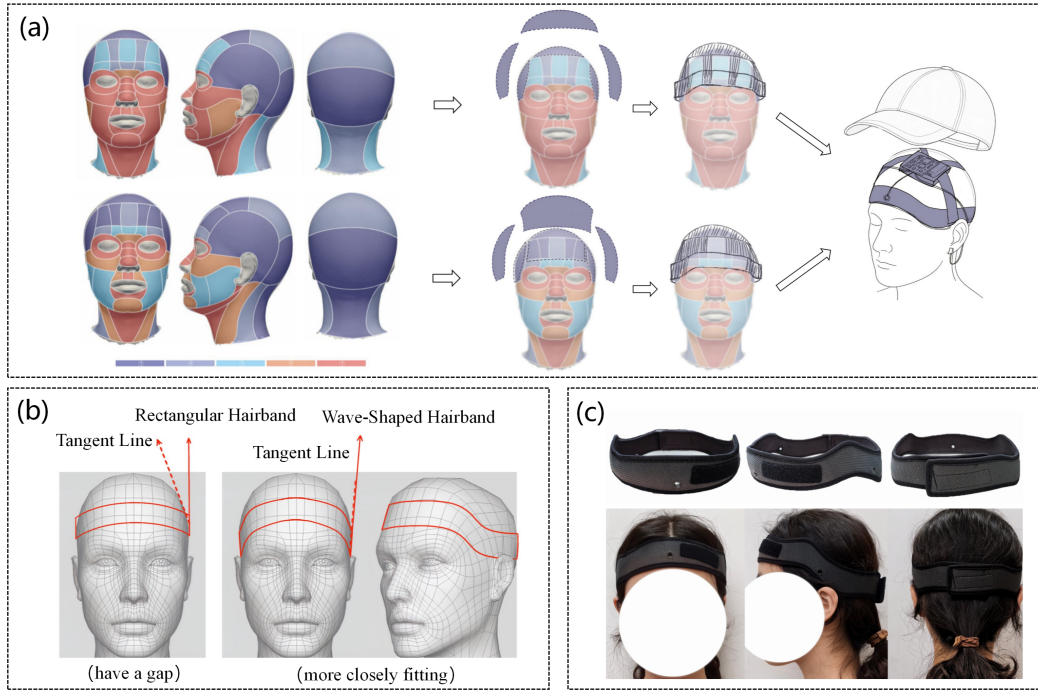 (a)
(b)
Rectangular Hairband
Tangent Line
Wave-Shaped Hairband
Tangent Line
(have a gap)
(more closely fitting)
(c)